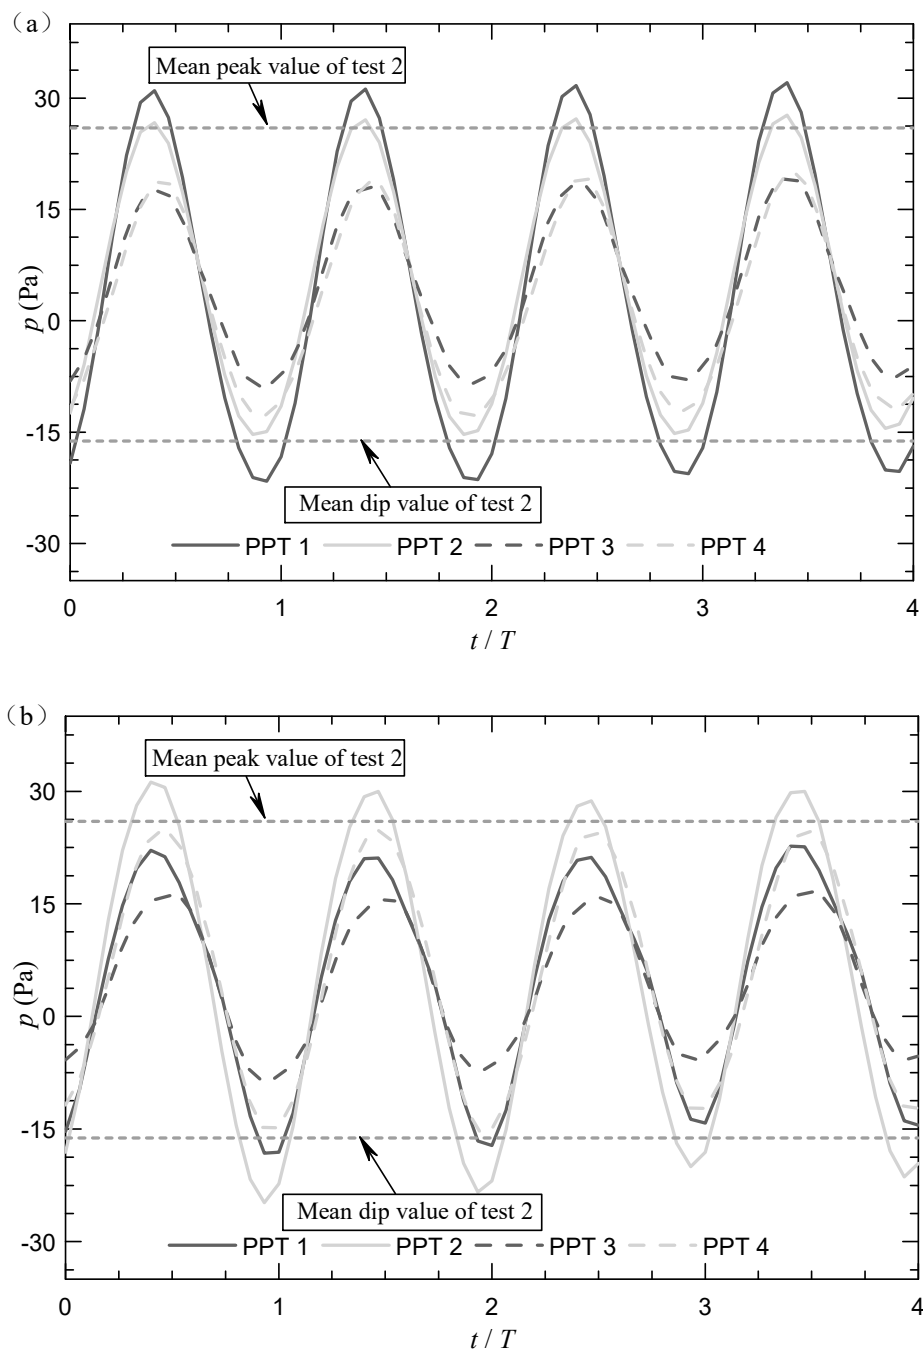 （a）
Mean peak value of test 2
30
15
0
-15
-30
p (Pa)
Mean dip value of test 2
PPT 1 PPT 2 PPT 3 PPT 4
0 1 2 3 4
t / T
（b）
Mean peak value of test 2
30
15
0
-15
-30
p (Pa)
Mean dip value of test 2
PPT 1 PPT 2 PPT 3 PPT 4
0 1 2 3 4
t / T